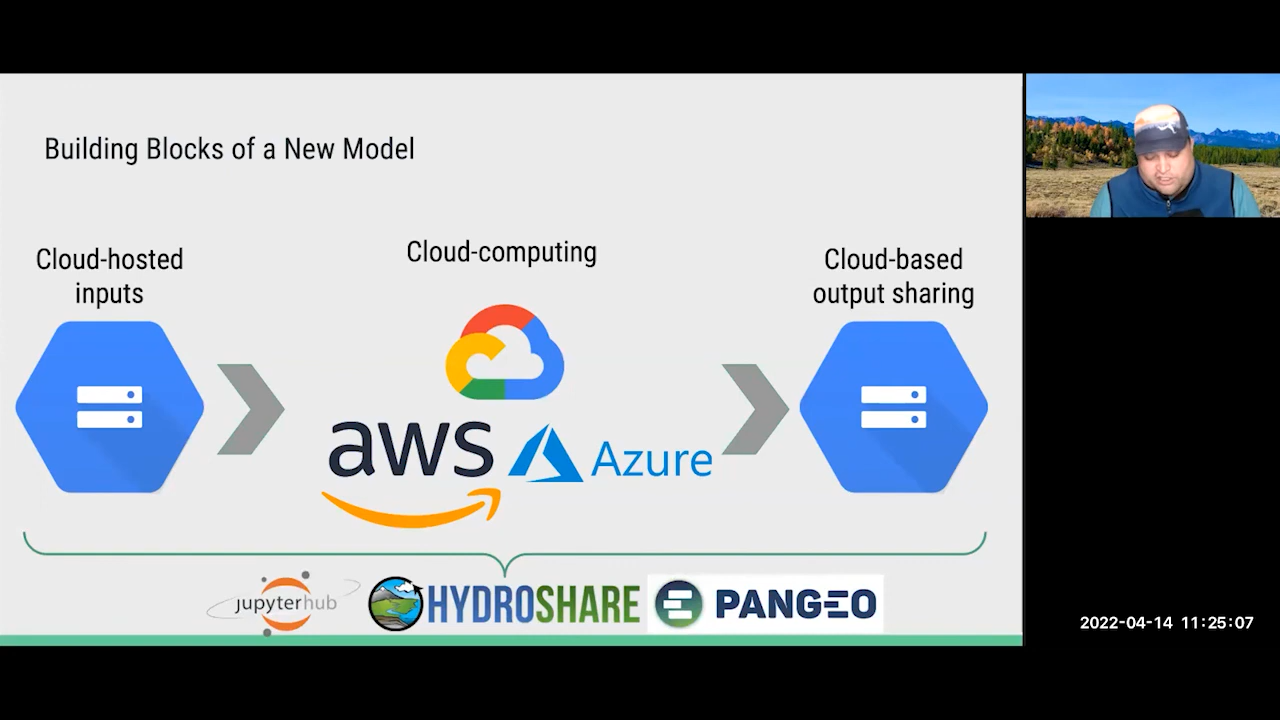 Building Blocks of a New Model
Cloud-hosted
inputs
Cloud-computing
Cloud-based
output sharing
aws
Azure
jupyterhub
HYDROSHARE
PANGEO
2022-04-14 11:25:07